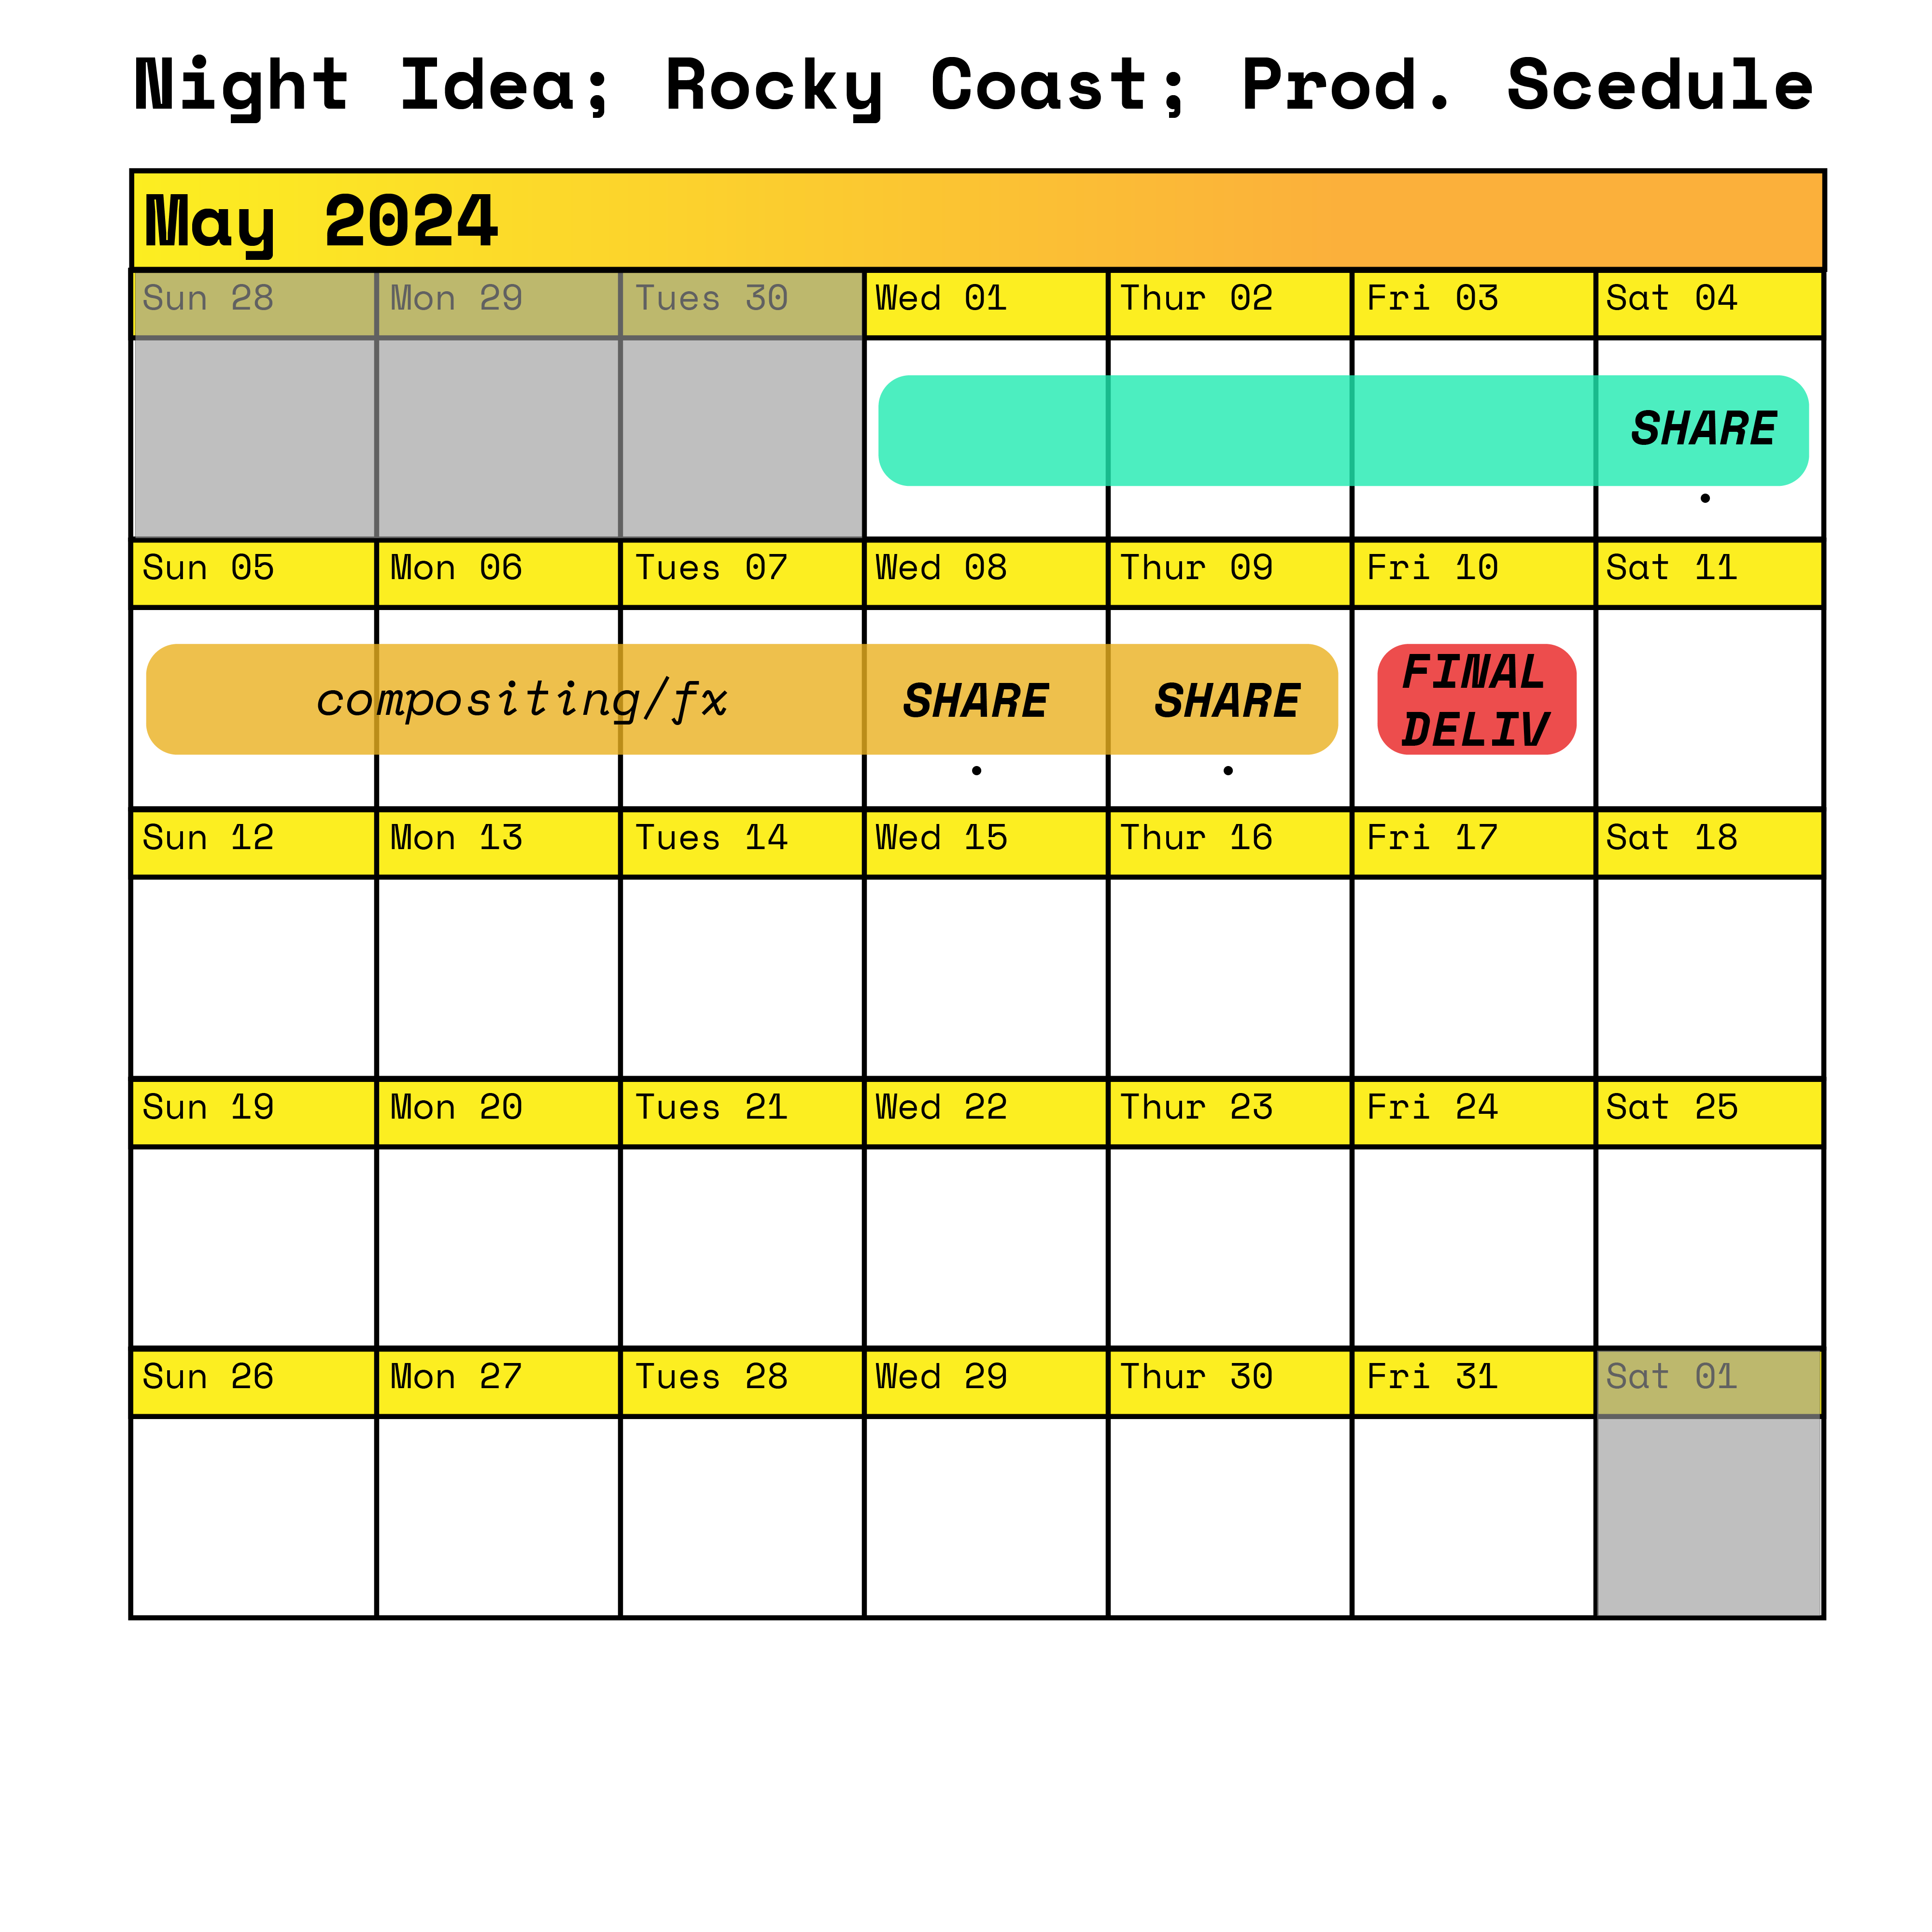 Night Idea; Rocky Coast; Prod. Scedule
May 2024
Sun 28 Mon 29 Tues 30 Wed 01 Thur 02 Fri 03 Sat 04
SHARE
.
Sun 05 Mon 06 Tues 07 Wed 08 Thur 09 Fri 10 Sat 11
compositing/fx SHARE SHARE FINAL
DELIV
. .
Sun 12 Mon 13 Tues 14 Wed 15 Thur 16 Fri 17 Sat 18
Sun 19 Mon 20 Tues 21 Wed 22 Thur 23 Fri 24 Sat 25
Sun 26 Mon 27 Tues 28 Wed 29 Thur 30 Fri 31 Sat 01